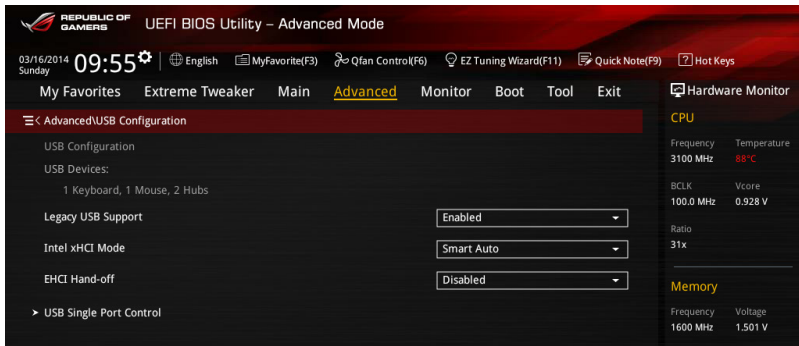 REPUBLIC OF
GAMERS
UEFI BIOS Utility – Advanced Mode
03/16/2014
Sunday
09:55
English
MyFavorite(F3)
Qfan Control(F6)
EZ Tuning Wizard(F11)
Quick Note(F9)
? Hot Keys
My Favorites Extreme Tweaker Main Advanced Monitor Boot Tool Exit
Hardware Monitor
< Advanced\USB Configuration
USB Configuration
USB Devices:
1 Keyboard, 1 Mouse, 2 Hubs
Legacy USB Support Enabled
Intel xHCI Mode Smart Auto
EHCI Hand-off Disabled
> USB Single Port Control
CPU
Frequency Temperature
3100 MHz 88°C
BCLK Vcore
100.0 MHz 0.928 V
Ratio
31x
Memory
Frequency Voltage
1600 MHz 1.501 V